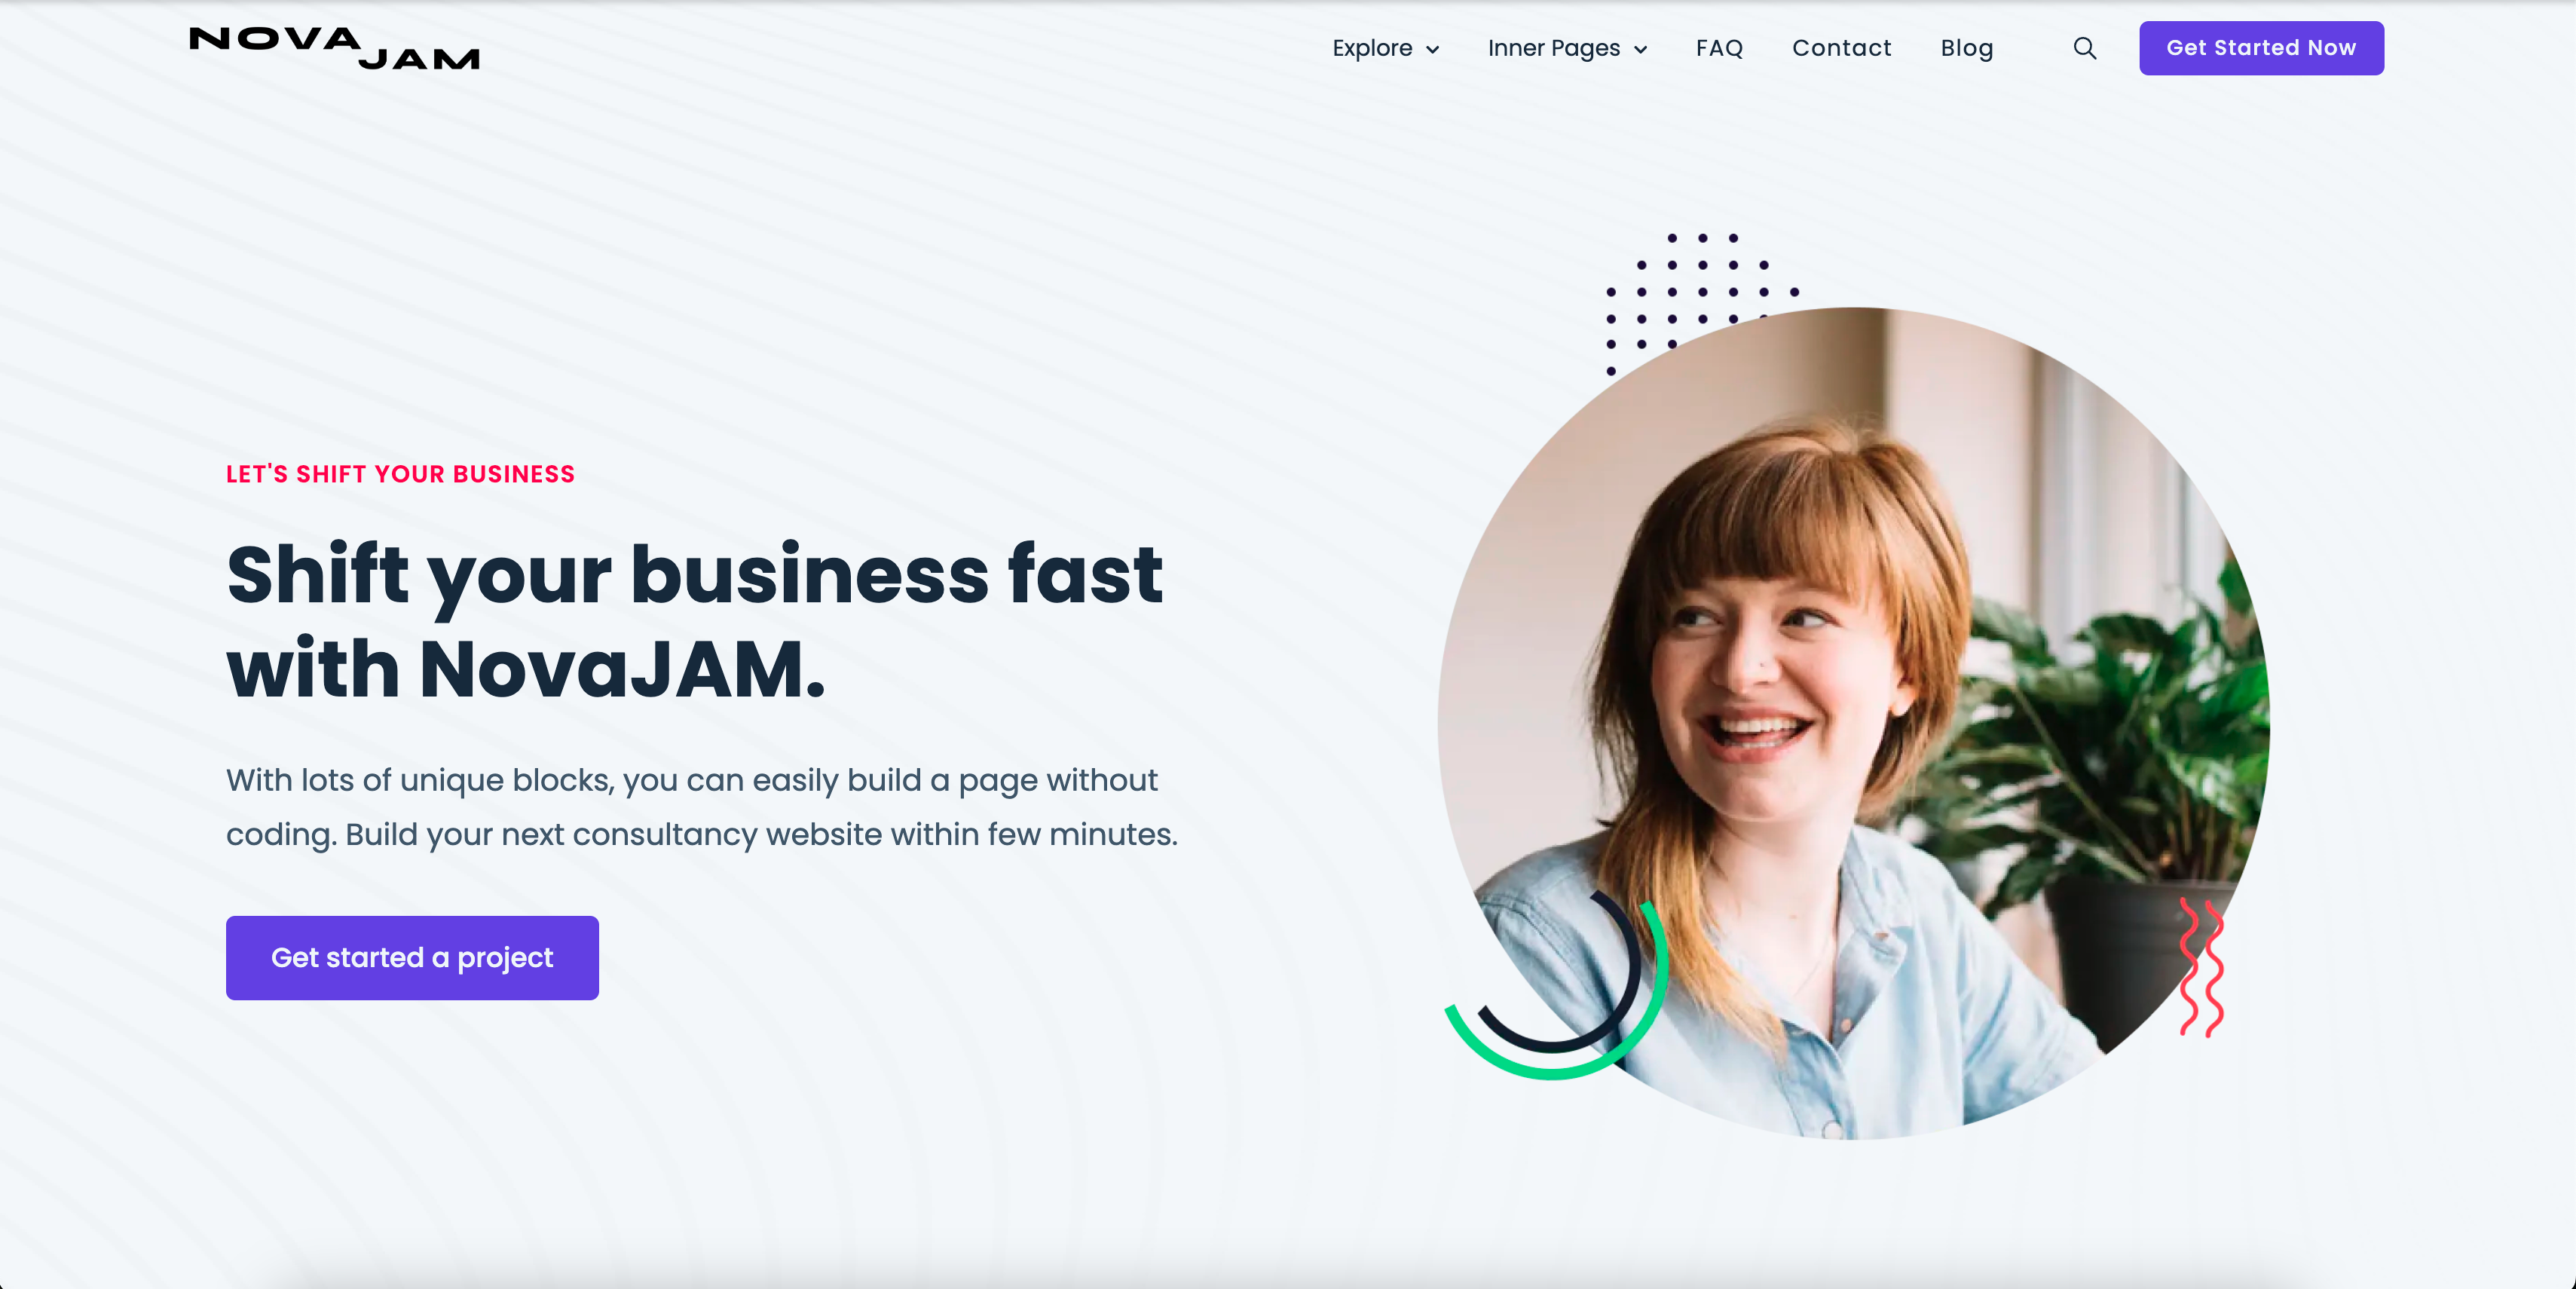 NOVA
JAM
Explore
Inner Pages
FAQ
Contact
Blog
Get Started Now
LET'S SHIFT YOUR BUSINESS
Shift your business fast
with NovaJAM.
With lots of unique blocks, you can easily build a page without
coding. Build your next consultancy website within few minutes.
Get started a project